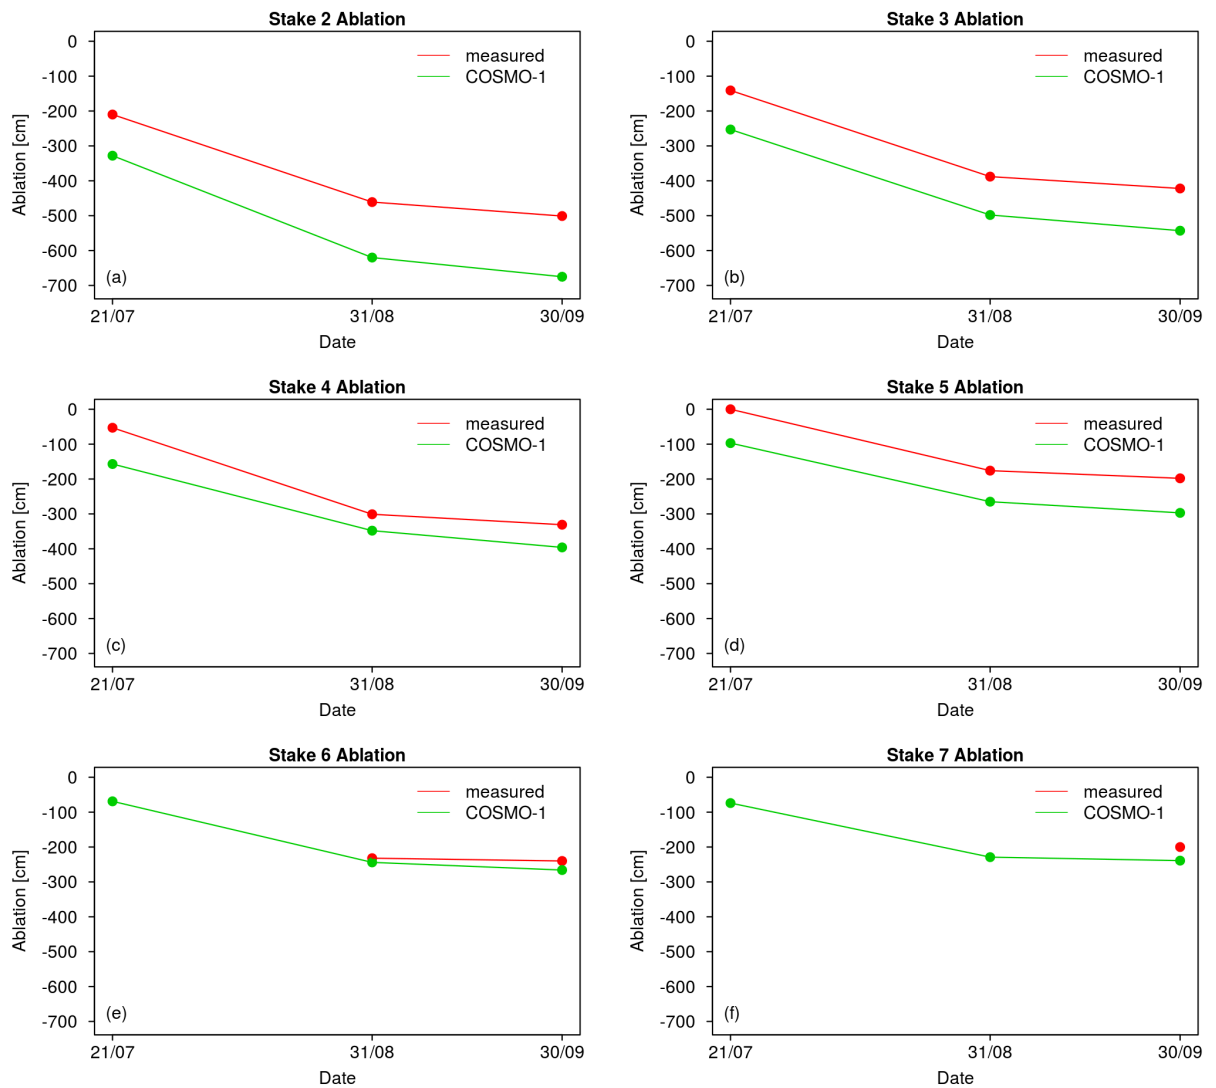 Stake 2 Ablation
measured
COSMO-1
Ablation [cm]
0
-100
-200
-300
-400
-500
-600
-700
(a)
21/07
31/08
30/09
Date
Stake 3 Ablation
measured
COSMO-1
Ablation [cm]
0
-100
-200
-300
-400
-500
-600
-700
(b)
21/07
31/08
30/09
Date
Stake 4 Ablation
measured
COSMO-1
Ablation [cm]
0
-100
-200
-300
-400
-500
-600
-700
(c)
21/07
31/08
30/09
Date
Stake 5 Ablation
measured
COSMO-1
Ablation [cm]
0
-100
-200
-300
-400
-500
-600
-700
(d)
21/07
31/08
30/09
Date
Stake 6 Ablation
measured
COSMO-1
Ablation [cm]
0
-100
-200
-300
-400
-500
-600
-700
(e)
21/07
31/08
30/09
Date
Stake 7 Ablation
measured
COSMO-1
Ablation [cm]
0
-100
-200
-300
-400
-500
-600
-700
(f)
21/07
31/08
30/09
Date